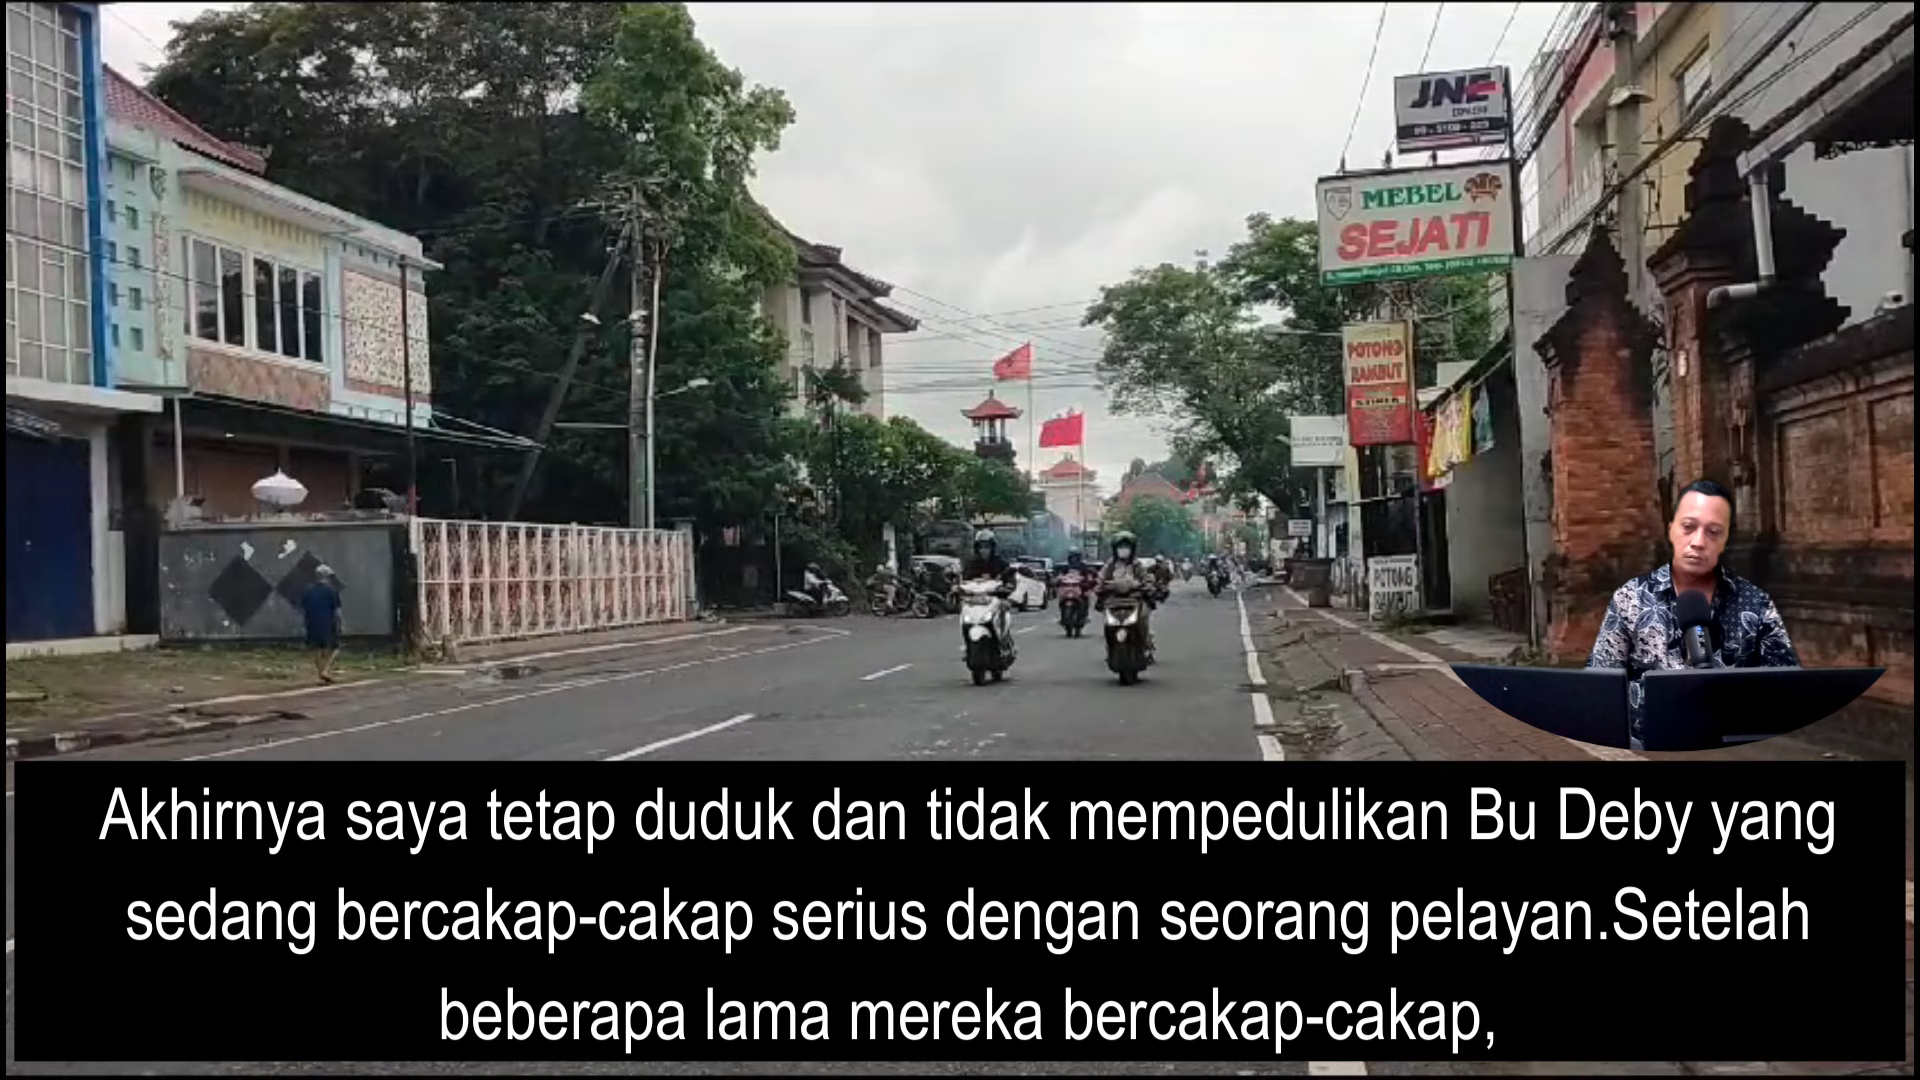 JNE
MEBEL
SEJATI
POTONG
RAMBUT
POTONG
RAMBUT
Akhirnya saya tetap duduk dan tidak mempedulikan Bu Deby yang
sedang bercakap-cakap serius dengan seorang pelayan.Setelah
beberapa lama mereka bercakap-cakap,